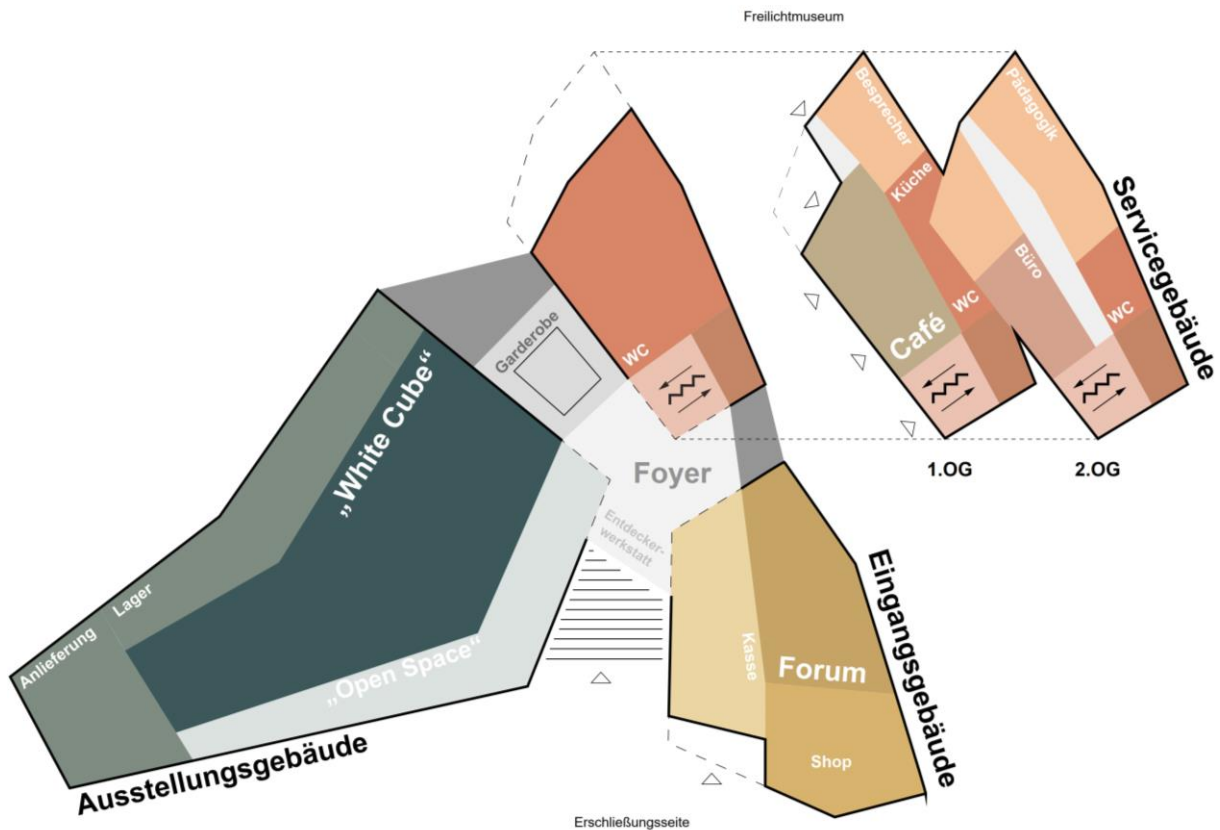 Freilichtmuseum
Besprecher
Pädagogik
Küche
Servicegebäude
Büro
WC
WC
Café
1.OG
2.OG
Garderobe
WC
„White Cube“
Foyer
Entdecker-
werkstatt
Lager
Anlieferung
„Open Space“
Ausstellungsgebäude
Kasse
Forum
Eingangsgebäude
Shop
Erschließungsseite